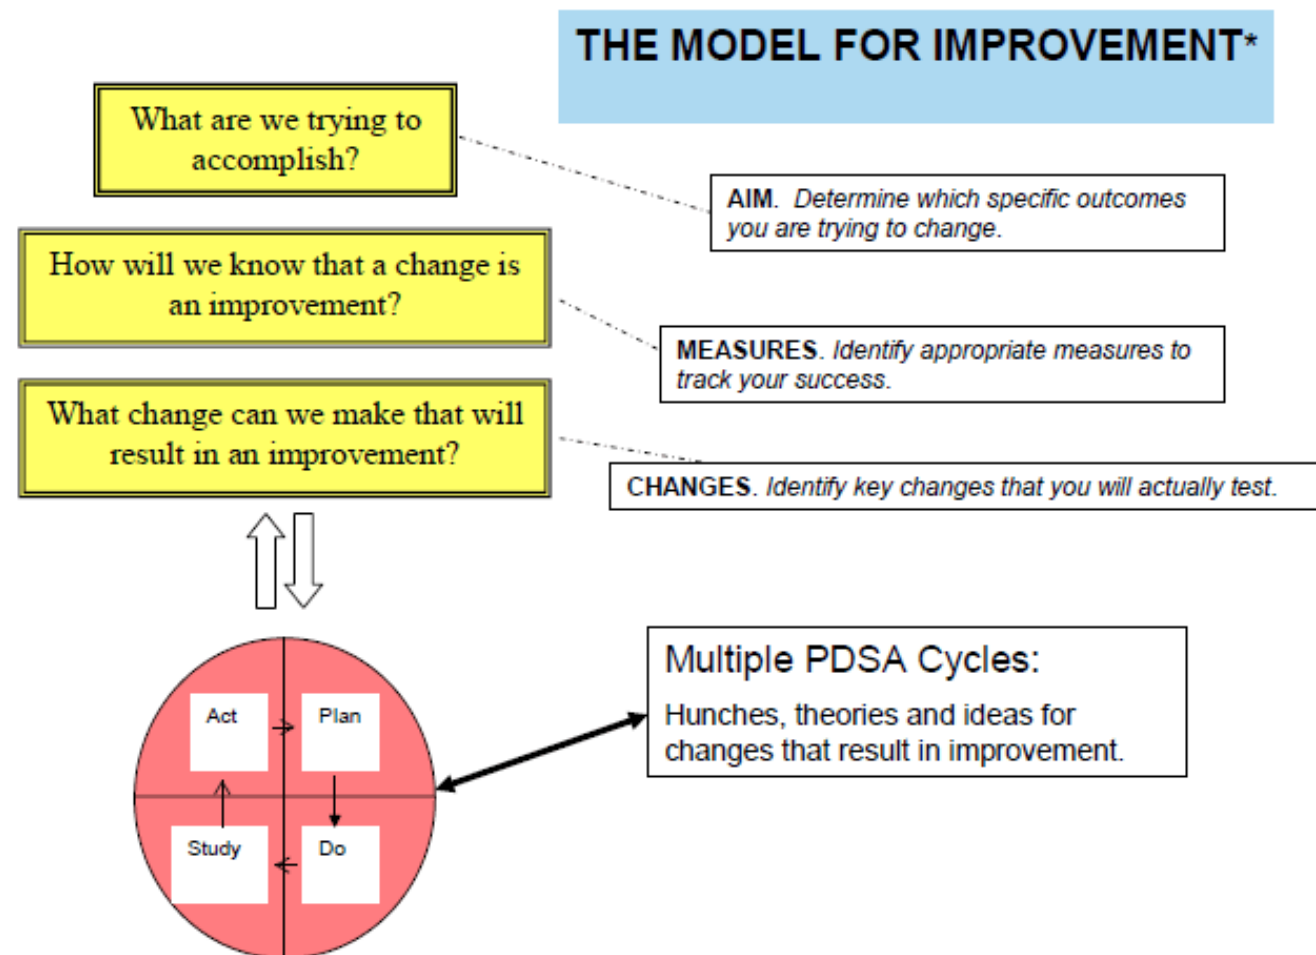 THE MODEL FOR IMPROVEMENT*
What are we trying to
accomplish?
AIM.  Determine which specific outcomes
you are trying to change.
How will we know that a change is
an improvement?
MEASURES. Identify appropriate measures to
track your success.
What change can we make that will
result in an improvement?
CHANGES. Identify key changes that you will actually test.
Multiple PDSA Cycles:
Hunches, theories and ideas for
changes that result in improvement.
Act
Plan
Study
Do